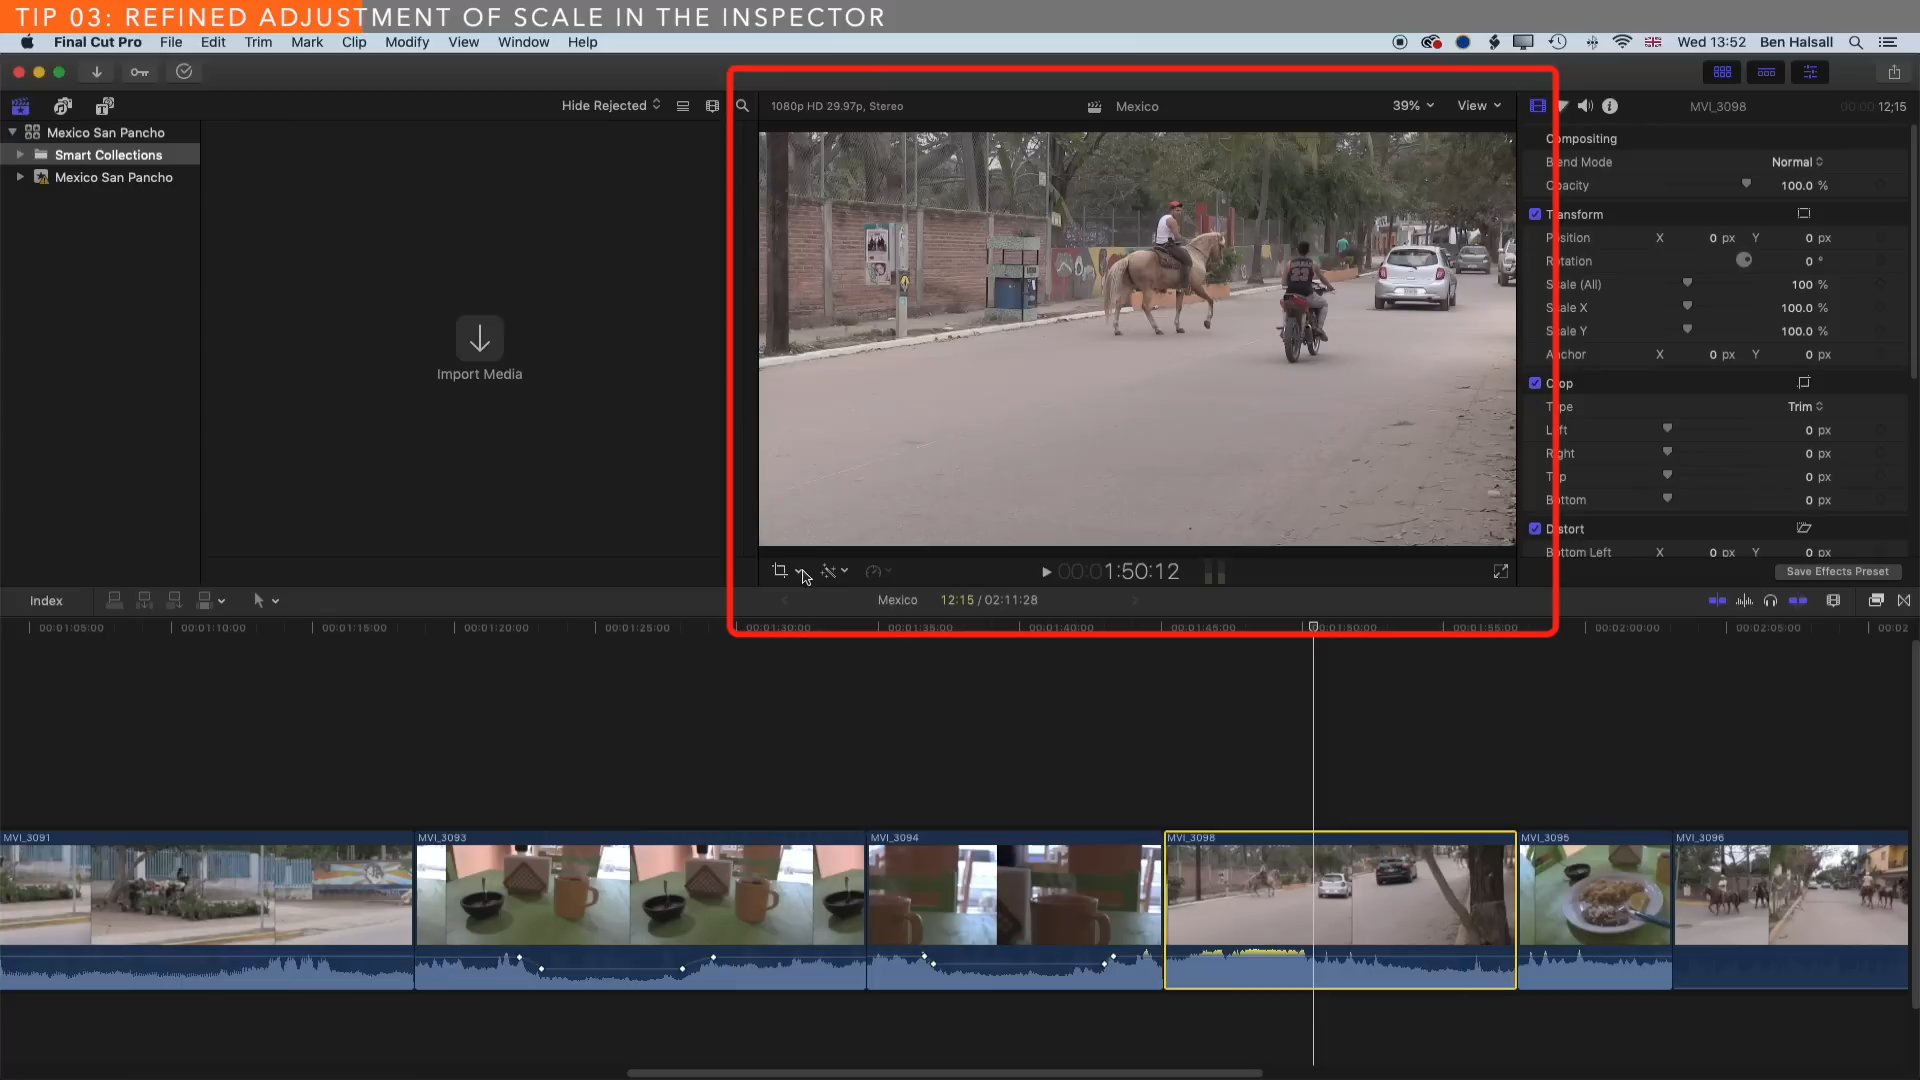 TIP 03: REFINED ADJUSTMENT OF SCALE IN THE INSPECTOR
Final Cut Pro File Edit Trim Mark Clip Modify View Window Help Wed 13:52 Ben Halsall
Hide Rejected 1080p HD 29.97p, Stereo Mexico 39% View MVI_3098 00:00 12;15
Mexico San Pancho
Smart Collections
Mexico San Pancho
Import Media
Compositing
Blend Mode Normal
Opacity 100.0 %
Transform
Position X 0 px Y 0 px
Rotation 0 °
Scale (All) 100 %
Scale X 100.0 %
Scale Y 100.0 %
Anchor X 0 px Y 0 px
Crop
Type Trim
Left 0 px
Right 0 px
Top 0 px
Bottom 0 px
Distort
Bottom Left X 0 px Y 0 px
00:01:50:12 Save Effects Preset
Index Mexico 12:15 / 02:11:28
00:01:05:00 00:01:10:00 00:01:15:00 00:01:20:00 00:01:25:00 00:01:30:00 00:01:35:00 00:01:40:00 00:01:45:00 00:01:50:00 00:01:55:00 00:02:00:00 00:02:05:00 00:02
MVI_3091 MVI_3093 MVI_3094 MVI_3098 MVI_3095 MVI_3096
23